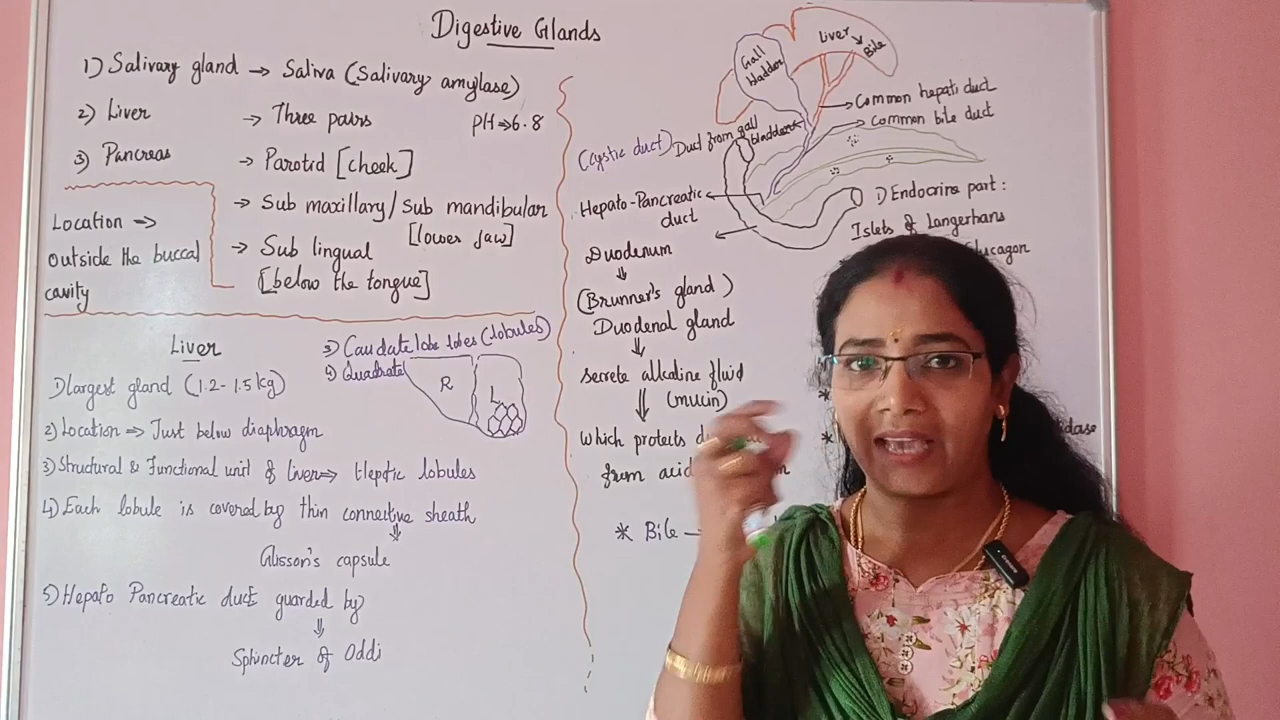 Digestive Glands
1) Salivary gland → Saliva (Salivary amylase)
2) Liver → Three pairs PH⇒6.8
3) Pancreas → Parotid [cheek]
→ Sub maxillary/Sub mandibular
[lower jaw]
→ Sub lingual
[below the tongue]
Location ⇒
outside the buccal
cavity
Liver
1) largest gland (1.2-1.5kg)
2) Location ⇒ Just below diaphragm
3) Structural & Functional unit of liver ⇒ Heptic lobules
4) Each lobule is covered by thin connective sheath
⇓
Glisson's capsule
5) Hepato Pancreatic duct guarded by
⇓
Sphincter of Oddi
3) Caudate lobe lobes (lobules)
Quadrate
R L
Gall
bladder
Liver
↘ Bile
→ Common hepati duct
→ Common bile duct
(cystic duct) Duct from gall
bladder
Hepato-Pancreatic
duct
Duodenum
⇓
(Brunner's gland)
Duodenal gland
⇓
secrete alkaline fluid
(mucin)
⇓
which protects
from acid
* Bile
1) Endocrine part:
Islets of Langerhans
*
*